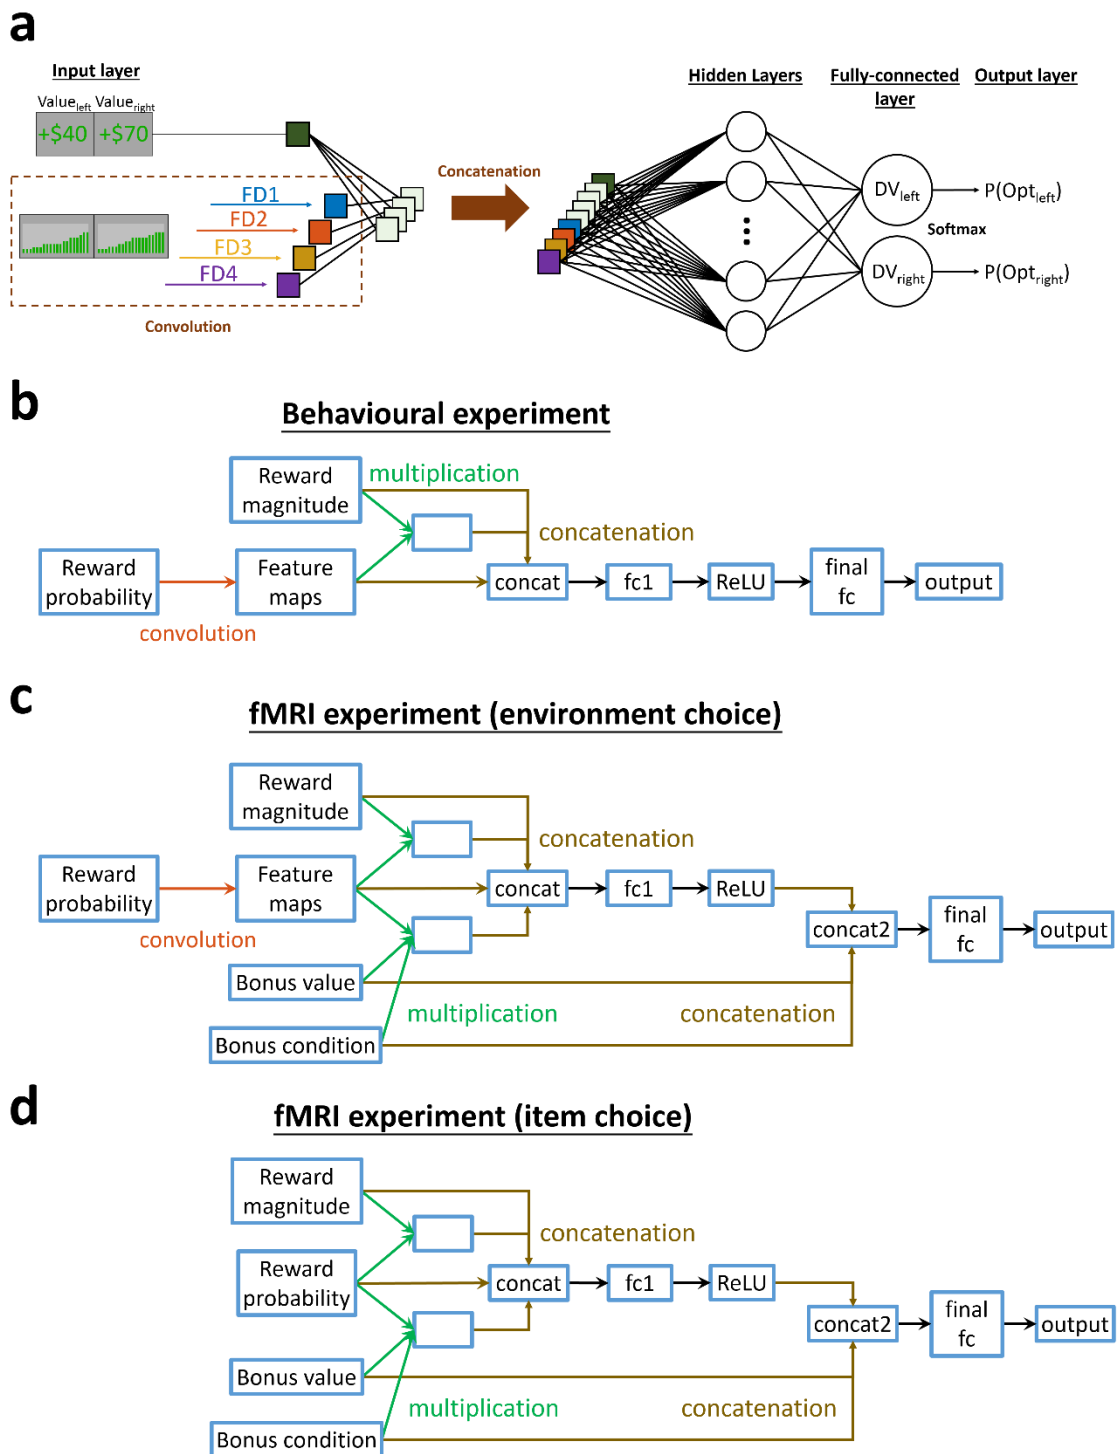 a
Input layer
Hidden Layers
Fully-connected
layer
Output layer
Value_left Value_right
+$40 +$70
Concatenation
FD1
FD2
FD3
FD4
Convolution
DV_left
P(Opt_left)
Softmax
DV_right
P(Opt_right)
b
Behavioural experiment
Reward
magnitude
multiplication
concatenation
Reward
probability
convolution
Feature
maps
concat
fc1
ReLU
final
fc
output
c
fMRI experiment (environment choice)
Reward
magnitude
concatenation
Reward
probability
convolution
Feature
maps
concat
fc1
ReLU
concat2
final
fc
output
Bonus value
multiplication
concatenation
Bonus condition
d
fMRI experiment (item choice)
Reward
magnitude
concatenation
Reward
probability
concat
fc1
ReLU
concat2
final
fc
output
Bonus value
multiplication
concatenation
Bonus condition